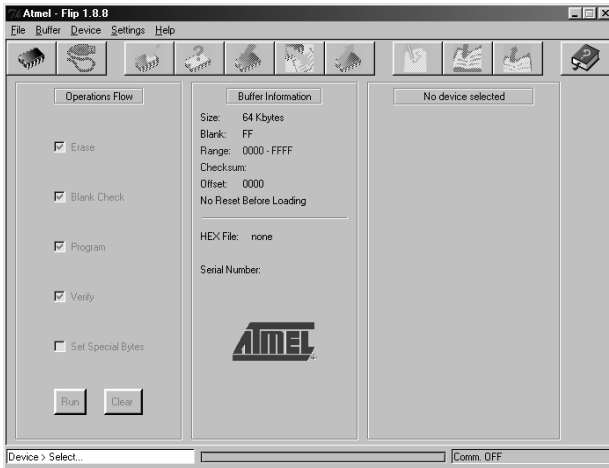 Atmel - Flip 1.8.8
File Buffer Device Settings Help
Operations Flow
Erase
Blank Check
Program
Verify
Set Special Bytes
Run Clear
Buffer Information
Size: 64 Kbytes
Blank: FF
Range: 0000 - FFFF
Checksum:
Offset: 0000
No Reset Before Loading
HEX File: none
Serial Number:
ATMEL
No device selected
Device > Select...
Comm. OFF